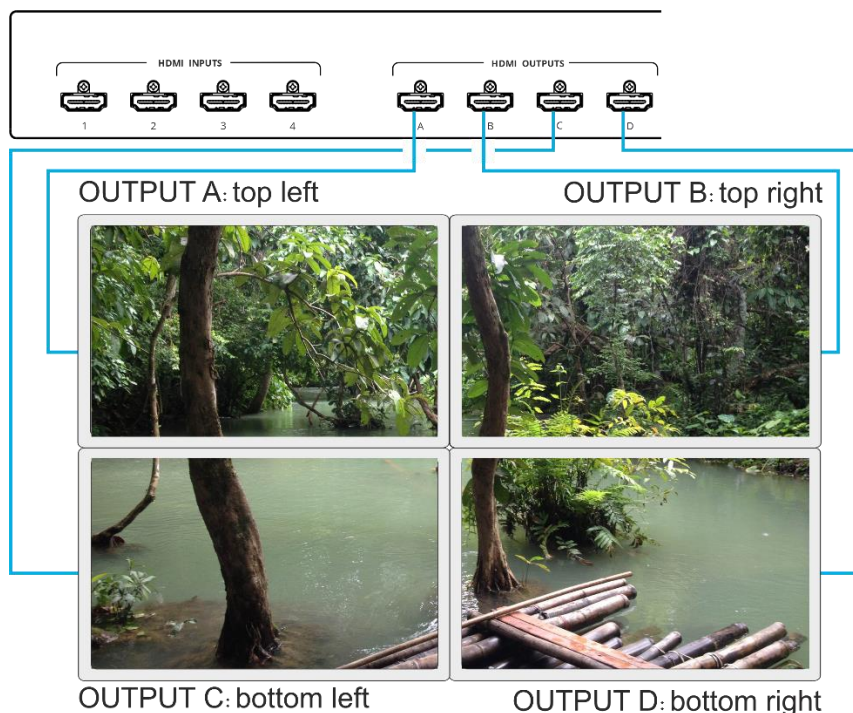 HDMI INPUTS HDMI OUTPUTS
1 2 3 4 A B C D
OUTPUT A: top left OUTPUT B: top right
OUTPUT C: bottom left OUTPUT D: bottom right